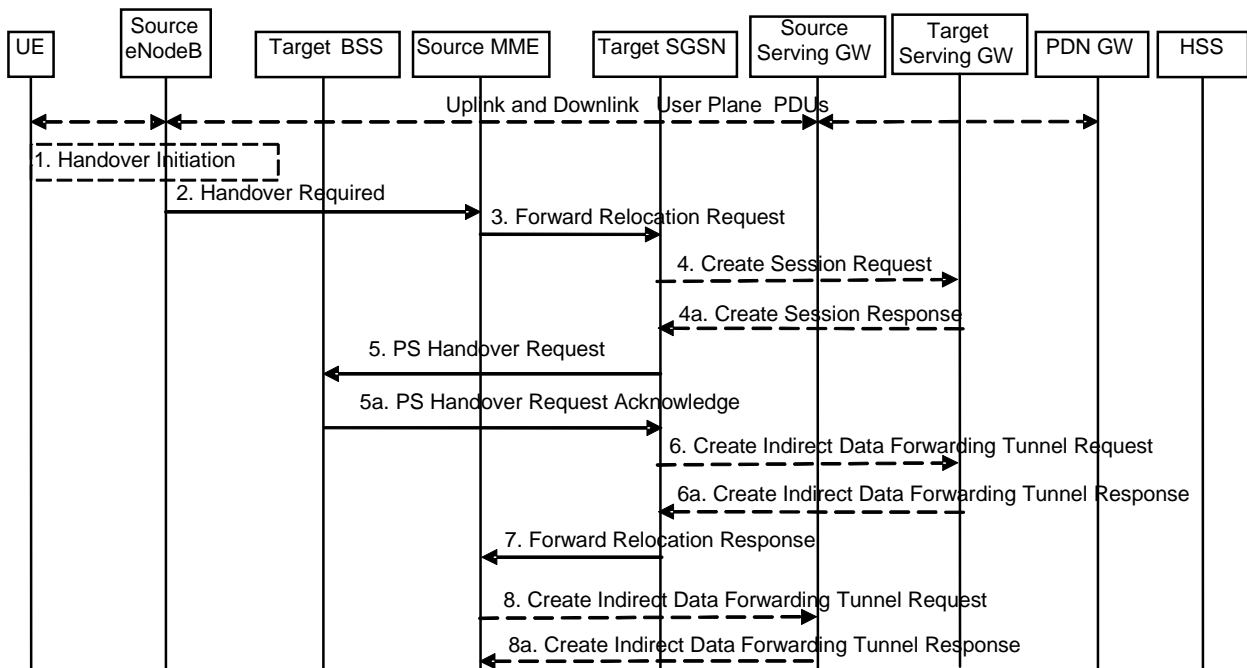 UE
Source
eNodeB
Target BSS
Source MME
Target SGSN
Source
Serving GW
Target
Serving GW
PDN GW
HSS
Uplink and Downlink User Plane PDUs
1. Handover Initiation
2. Handover Required
3. Forward Relocation Request
4. Create Session Request
4a. Create Session Response
5. PS Handover Request
5a. PS Handover Request Acknowledge
6. Create Indirect Data Forwarding Tunnel Request
6a. Create Indirect Data Forwarding Tunnel Response
7. Forward Relocation Response
8. Create Indirect Data Forwarding Tunnel Request
8a. Create Indirect Data Forwarding Tunnel Response